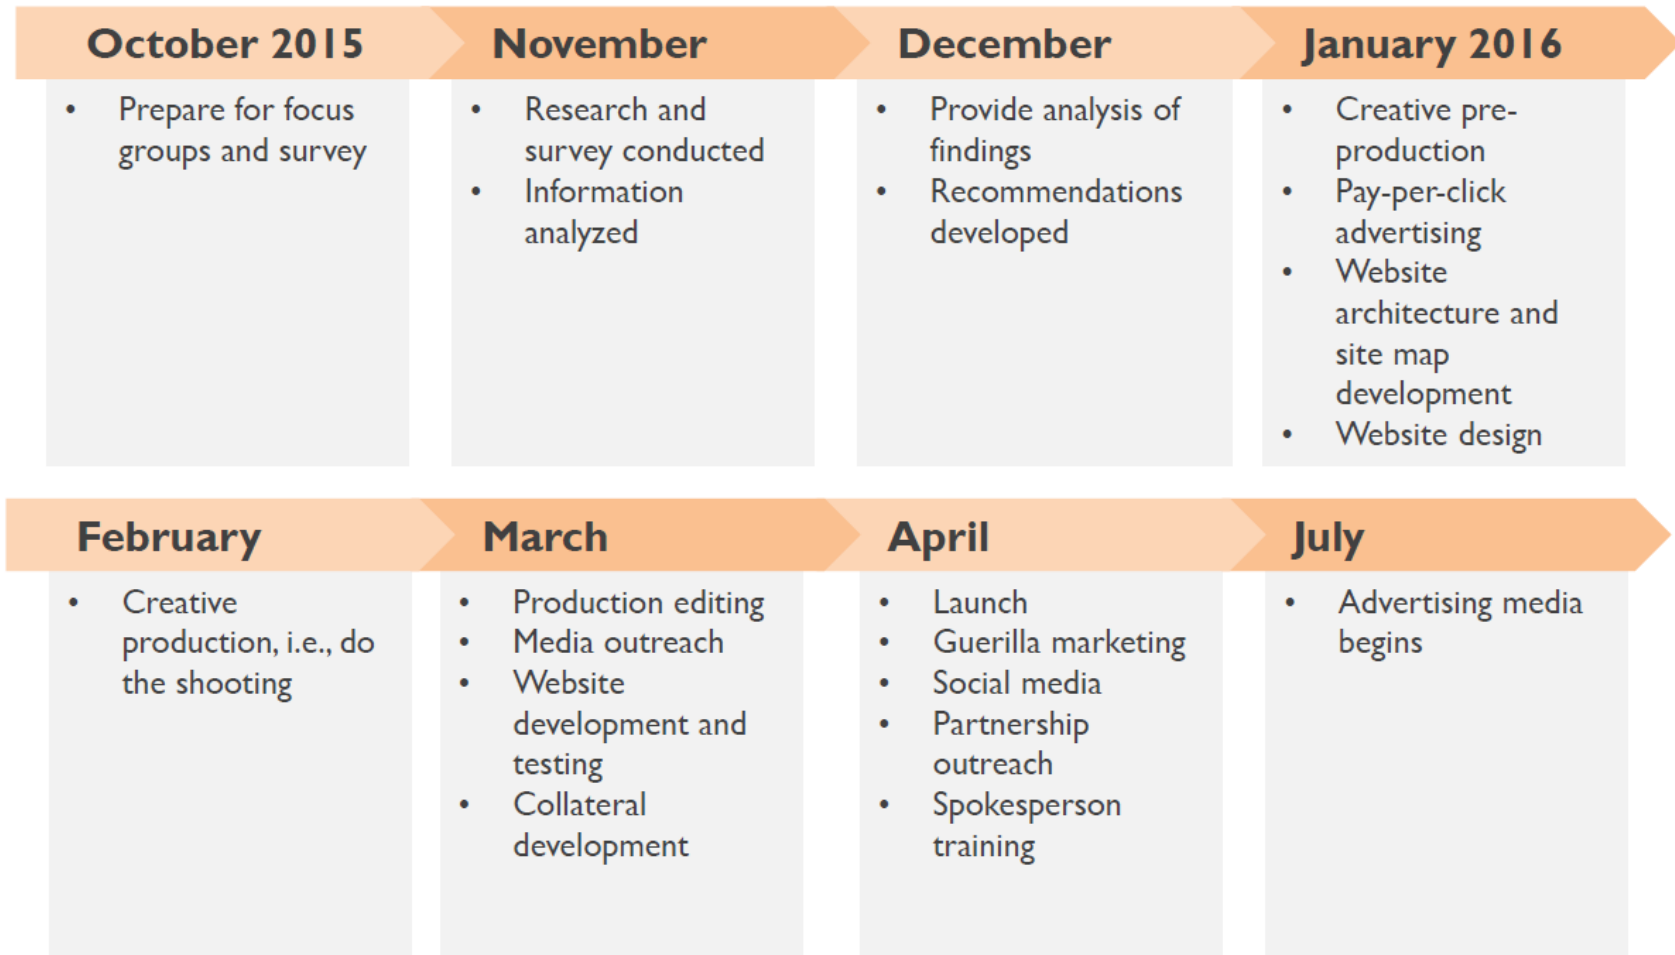 October 2015
• Prepare for focus
groups and survey
November
• Research and
survey conducted
• Information
analyzed
December
• Provide analysis of
findings
• Recommendations
developed
January 2016
• Creative pre-
production
• Pay-per-click
advertising
• Website
architecture and
site map
development
• Website design
February
• Creative
production, i.e., do
the shooting
March
• Production editing
• Media outreach
• Website
development and
testing
• Collateral
development
April
• Launch
• Guerilla marketing
• Social media
• Partnership
outreach
• Spokesperson
training
July
• Advertising media
begins